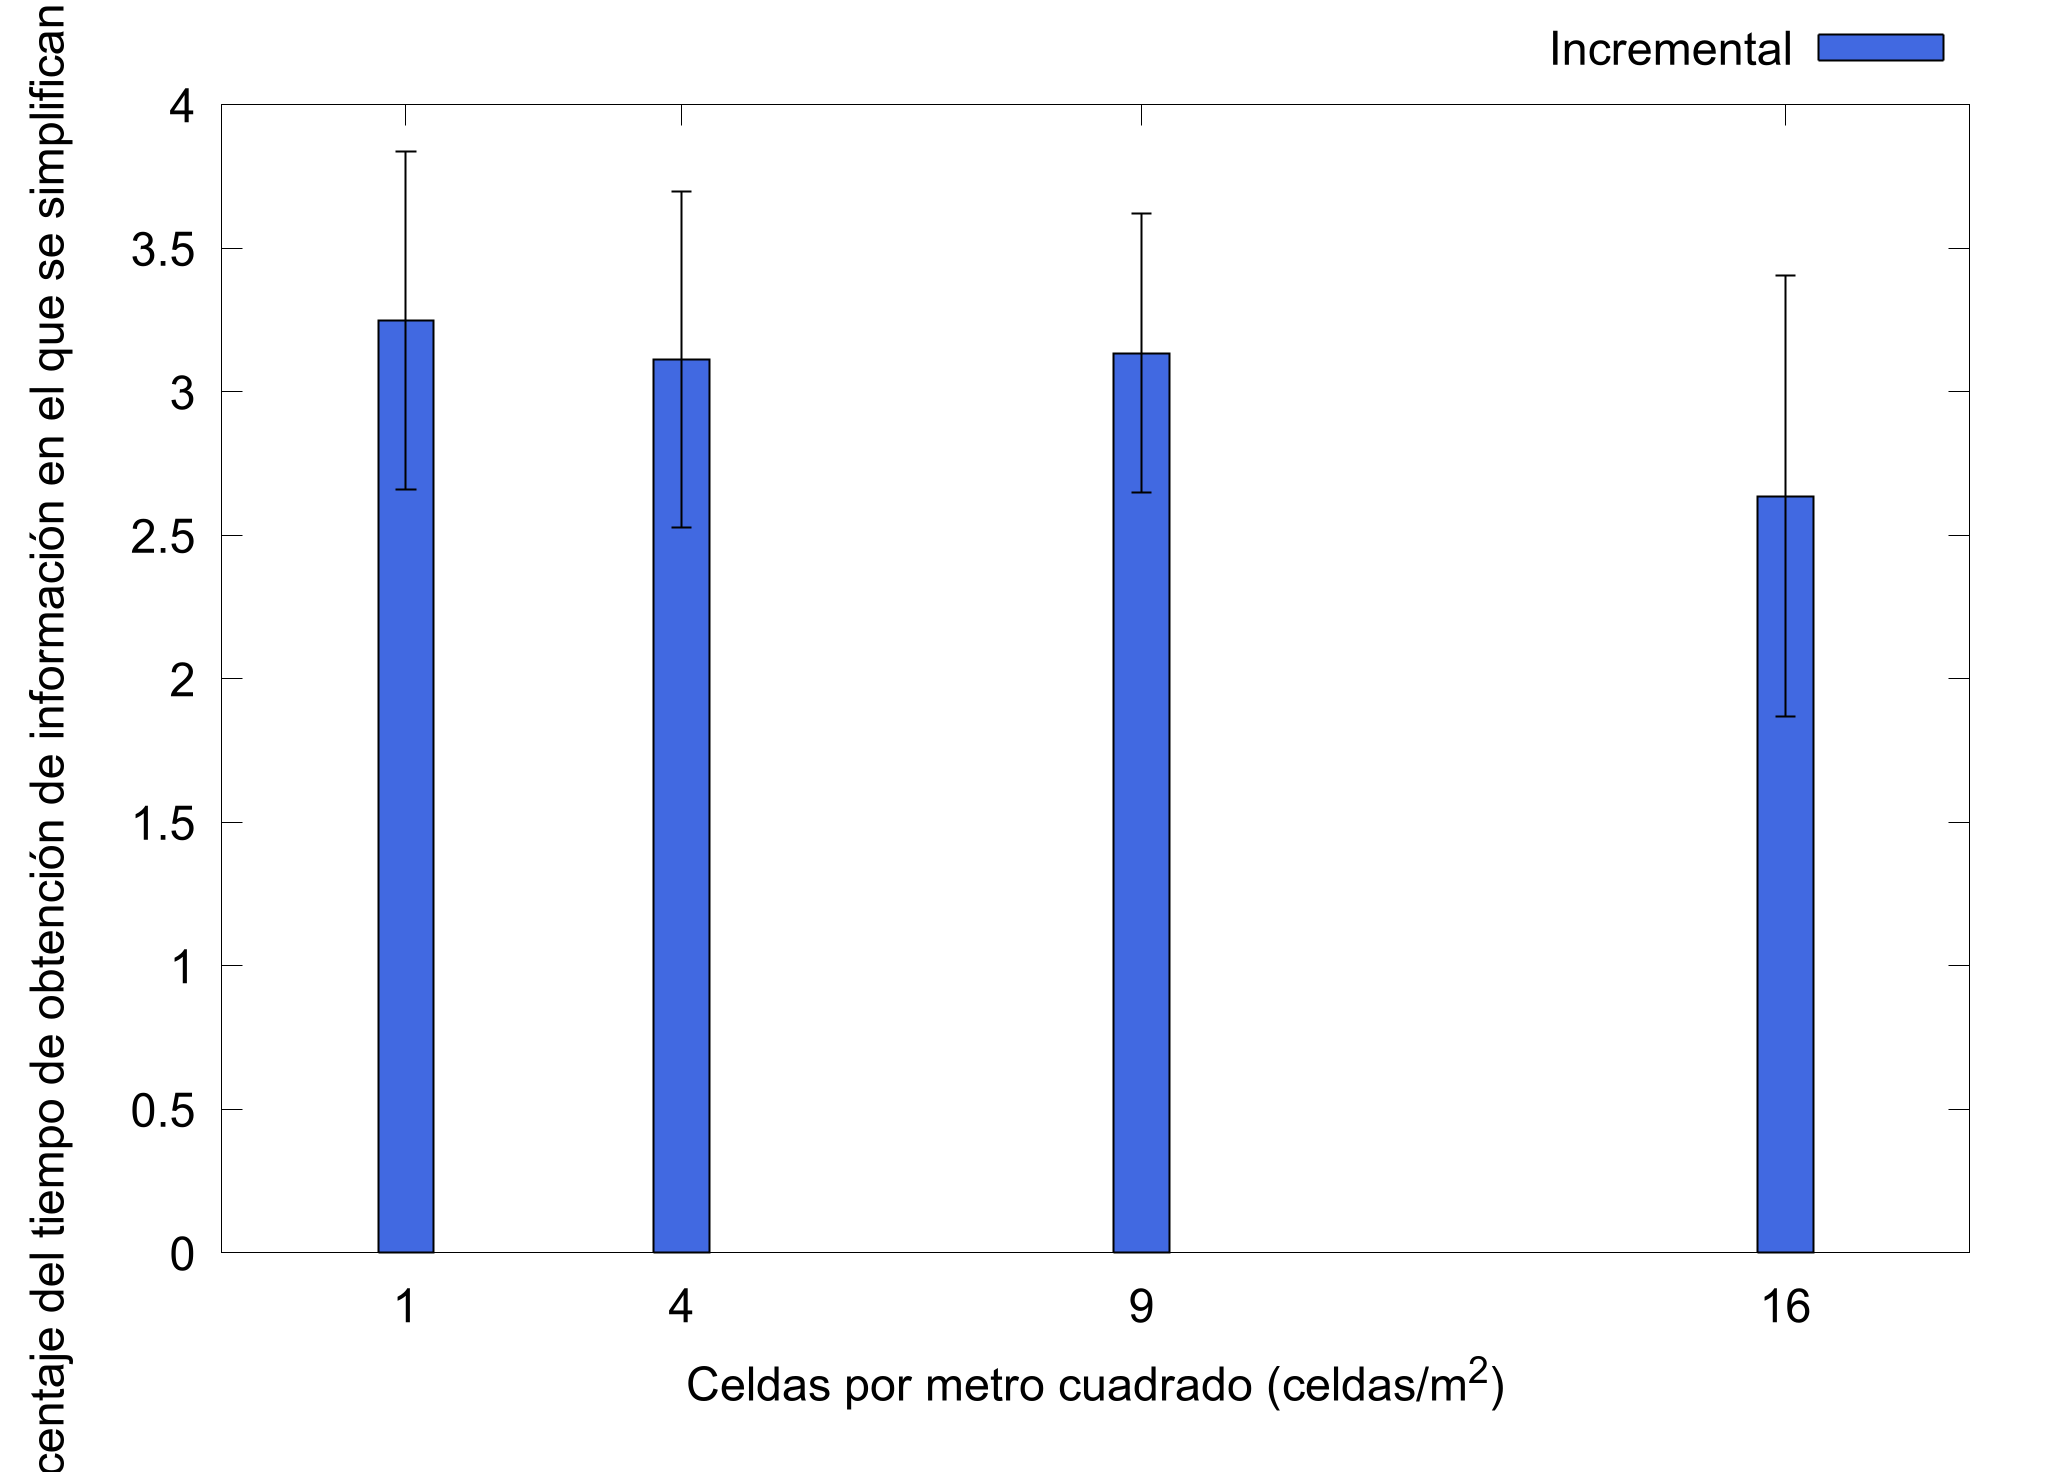 Incremental
centaje del tiempo de obtención de información en el que se simplifican
4
3.5
3
2.5
2
1.5
1
0.5
0
1 4 9 16
Celdas por metro cuadrado (celdas/m²)